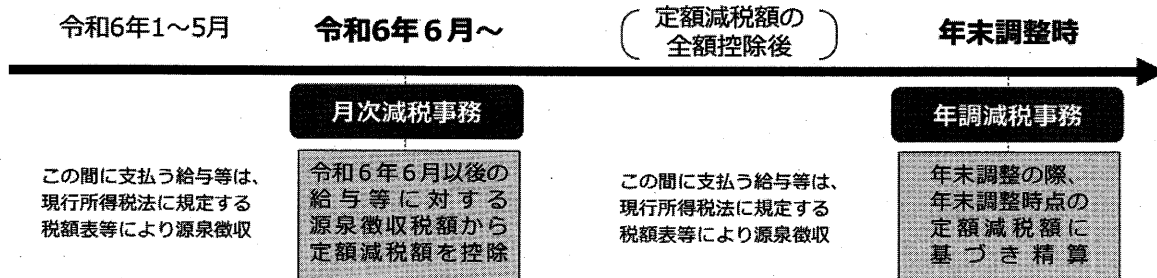 令和6年1～5月
令和6年６月～
定額減税額の
全額控除後
年末調整時
月次減税事務
年調減税事務
この間に支払う給与等は、
現行所得税法に規定する
税額表等により源泉徴収
令和６年６月以後の
給与等に対する
源泉徴収税額から
定額減税額を控除
この間に支払う給与等は、
現行所得税法に規定する
税額表等により源泉徴収
年末調整の際、
年末調整時点の
定額減税額に
基づき精算